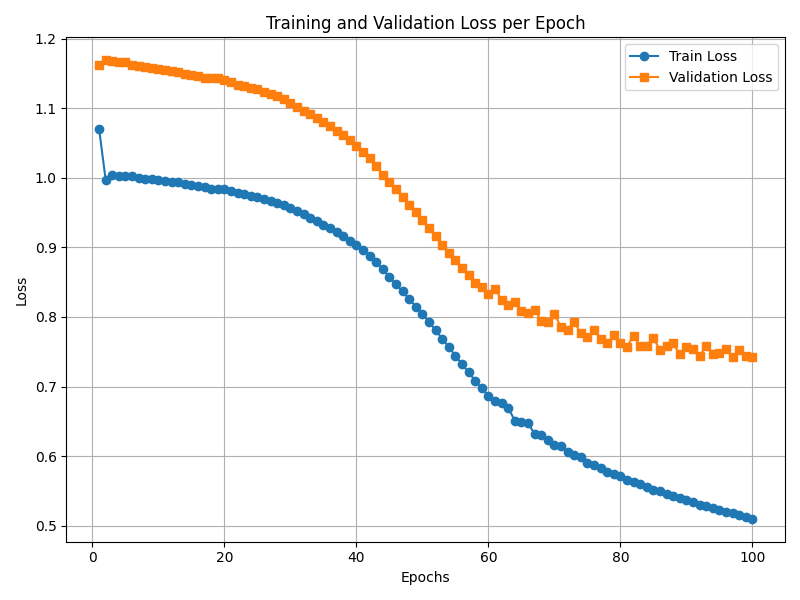 Training and Validation Loss per Epoch
Train Loss
Validation Loss
1.2
1.1
1.0
0.9
0.8
0.7
0.6
0.5
Loss
0 20 40 60 80 100
Epochs